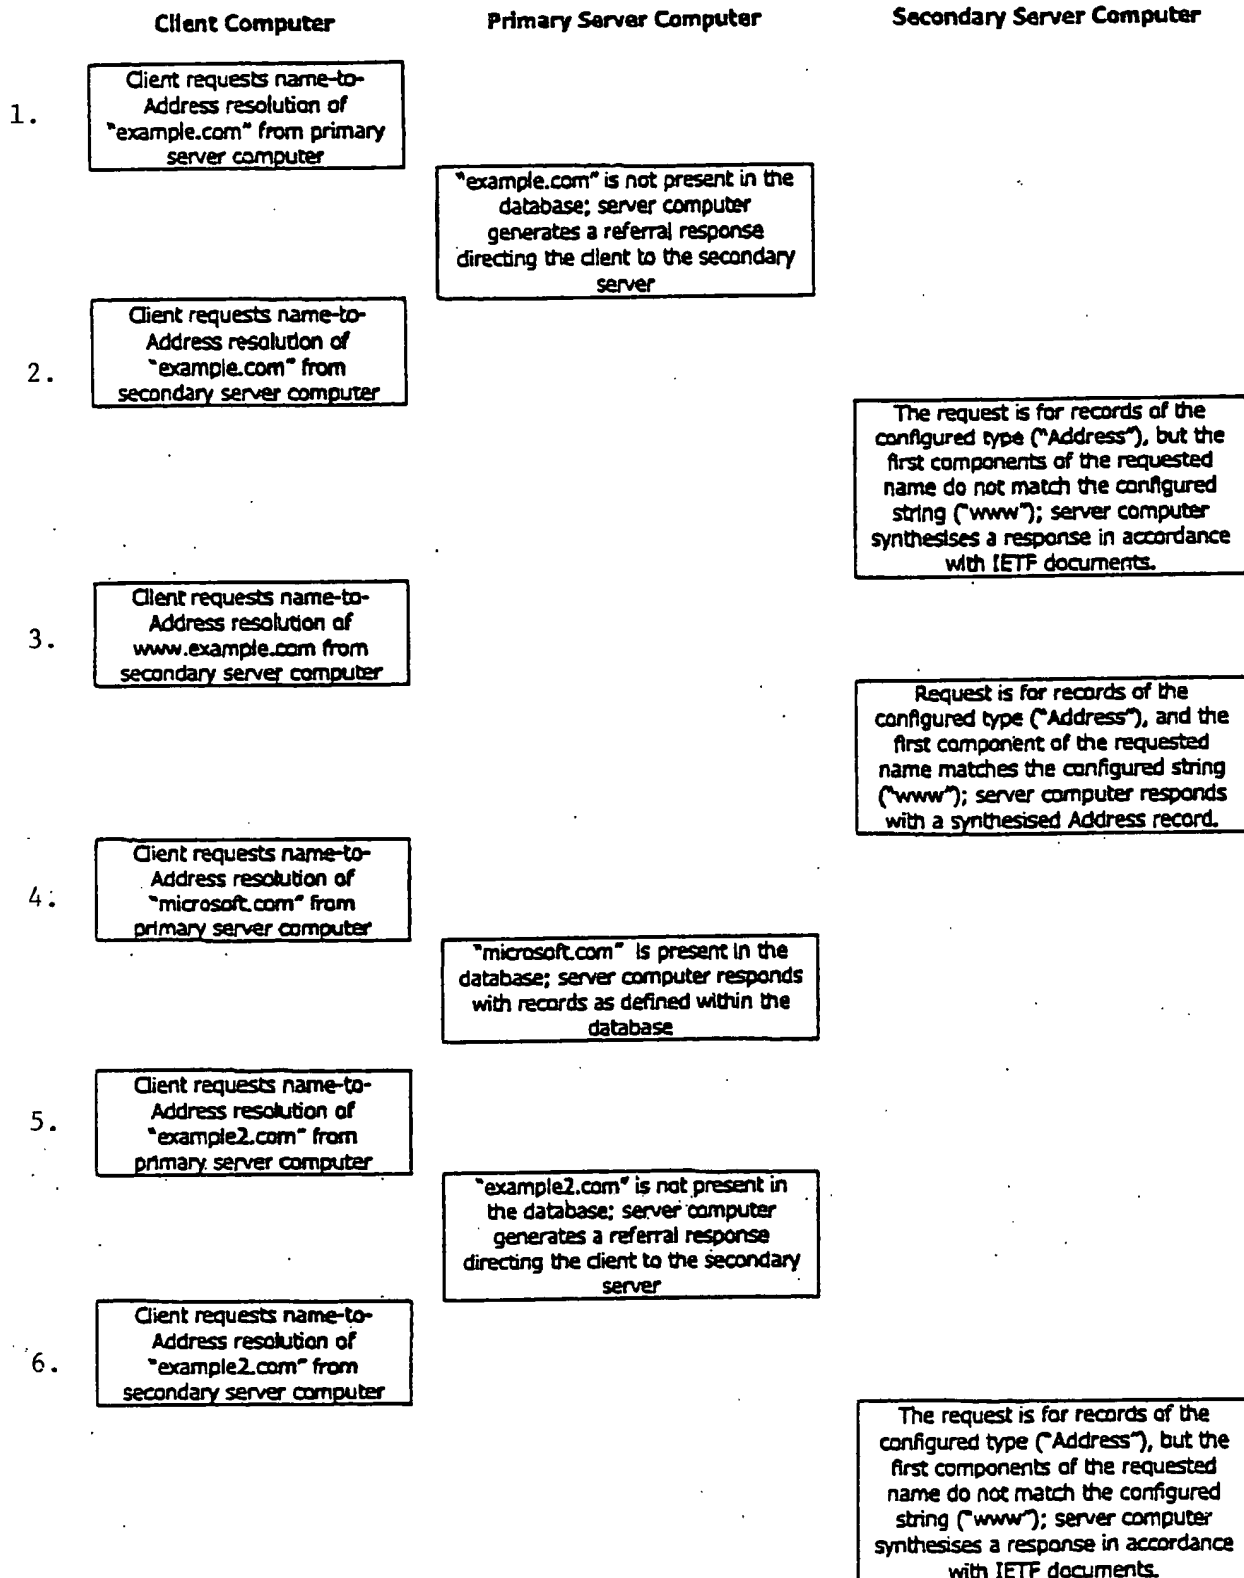 Client Computer
Primary Server Computer
Secondary Server Computer
1.
Client requests name-to-
Address resolution of
"example.com" from primary
server computer
"example.com" is not present in the
database; server computer
generates a referral response
directing the client to the secondary
server
2.
Client requests name-to-
Address resolution of
"example.com" from
secondary server computer
The request is for records of the
configured type ("Address"), but the
first components of the requested
name do not match the configured
string ("www"); server computer
synthesises a response in accordance
with IETF documents.
3.
Client requests name-to-
Address resolution of
www.example.com from
secondary server computer
Request is for records of the
configured type ("Address"), and the
first component of the requested
name matches the configured string
("www"); server computer responds
with a synthesised Address record.
4.
Client requests name-to-
Address resolution of
"microsoft.com" from
primary server computer
"microsoft.com" is present in the
database; server computer responds
with records as defined within the
database
5.
Client requests name-to-
Address resolution of
"example2.com" from
primary server computer
"example2.com" is not present in
the database; server computer
generates a referral response
directing the client to the secondary
server
6.
Client requests name-to-
Address resolution of
"example2.com" from
secondary server computer
The request is for records of the
configured type ("Address"), but the
first components of the requested
name do not match the configured
string ("www"); server computer
synthesises a response in accordance
with IETF documents.